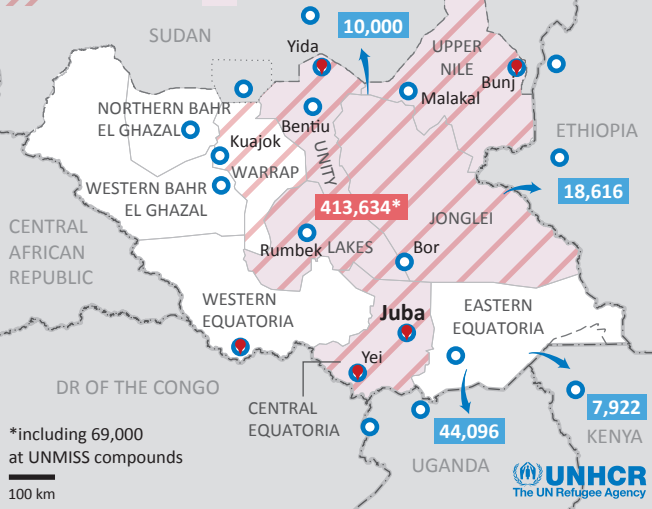 SUDAN
10,000
Yida
UPPER
NILE
Bunj
Malakal
NORTHERN BAHR
EL GHAZAL
Bentiu
ETHIOPIA
Kuajok
UNITY
WARRAP
WESTERN BAHR
EL GHAZAL
18,616
413,634*
JONGLEI
CENTRAL
AFRICAN
REPUBLIC
Rumbek
LAKES
Bor
WESTERN
EQUATORIA
Juba
EASTERN
EQUATORIA
Yei
DR OF THE CONGO
CENTRAL
EQUATORIA
7,922
44,096
KENYA
*including 69,000
at UNMISS compounds
UGANDA
100 km
UNHCR
The UN Refugee Agency